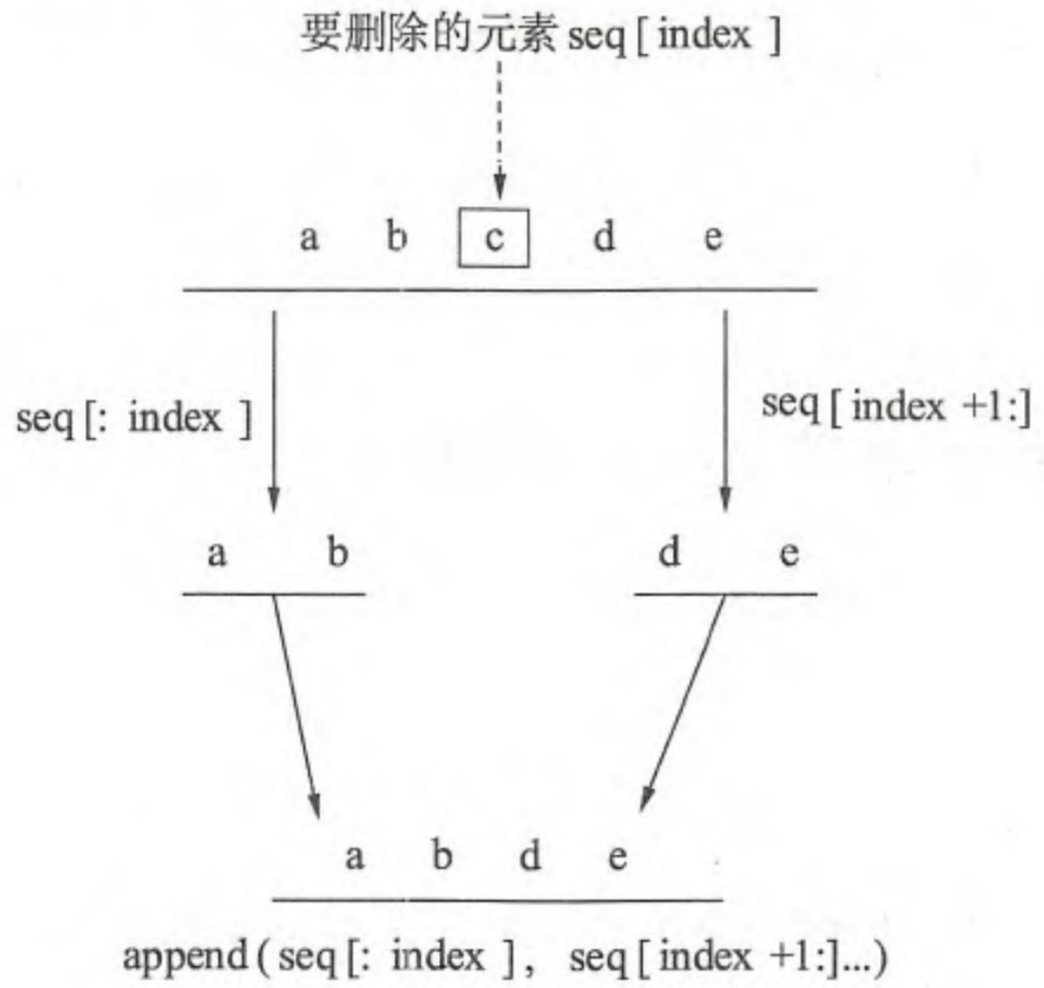 要删除的元素 seq [ index ]
a b c d e
seq [: index ]
seq [ index +1:]
a b
d e
a b d e
append ( seq [: index ], seq [ index +1:]...)